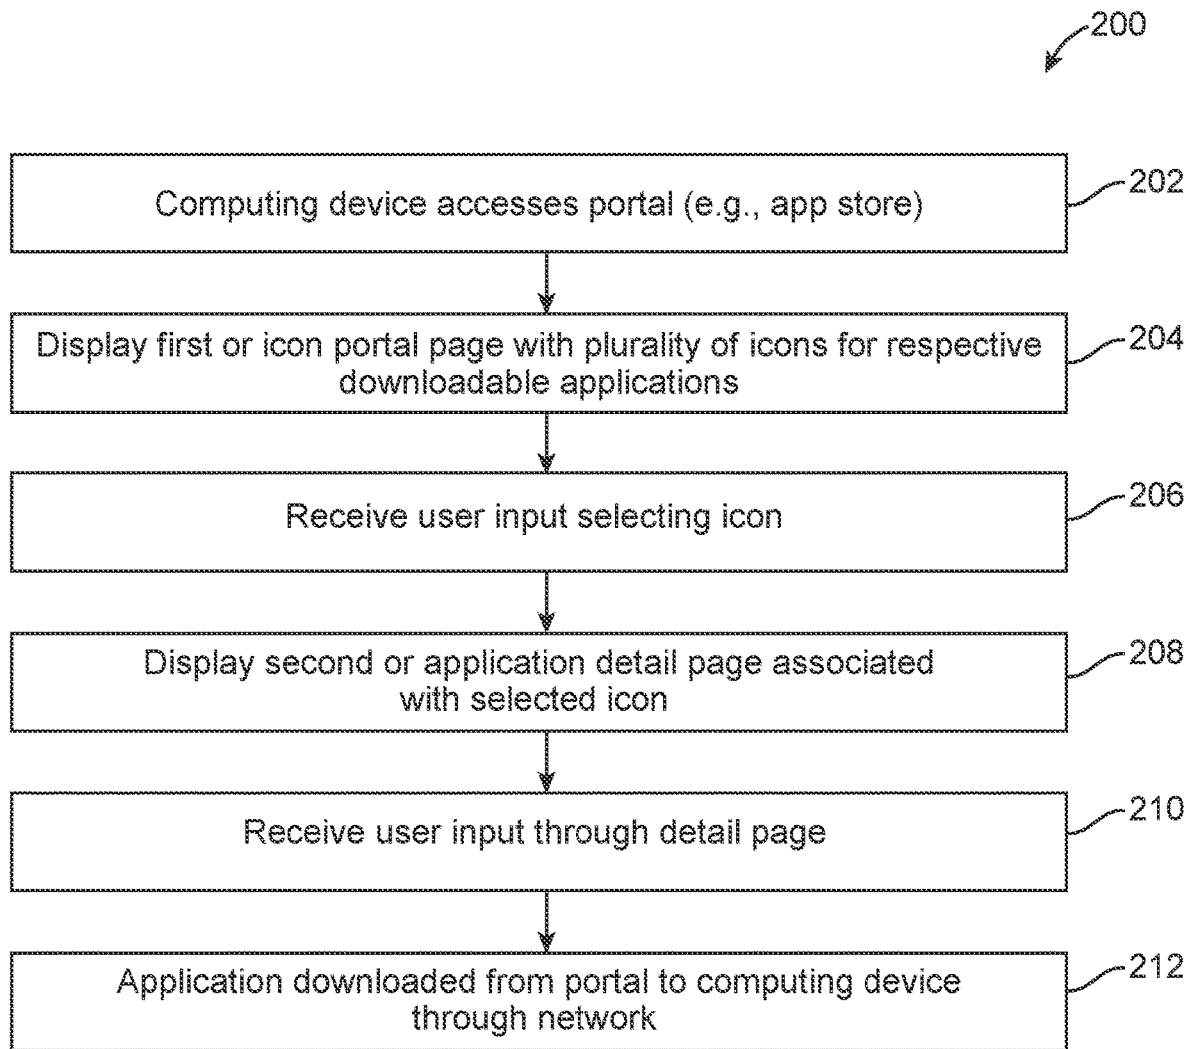 200
Computing device accesses portal (e.g., app store)
202
Display first or icon portal page with plurality of icons for respective
downloadable applications
204
Receive user input selecting icon
206
Display second or application detail page associated
with selected icon
208
Receive user input through detail page
210
Application downloaded from portal to computing device
through network
212